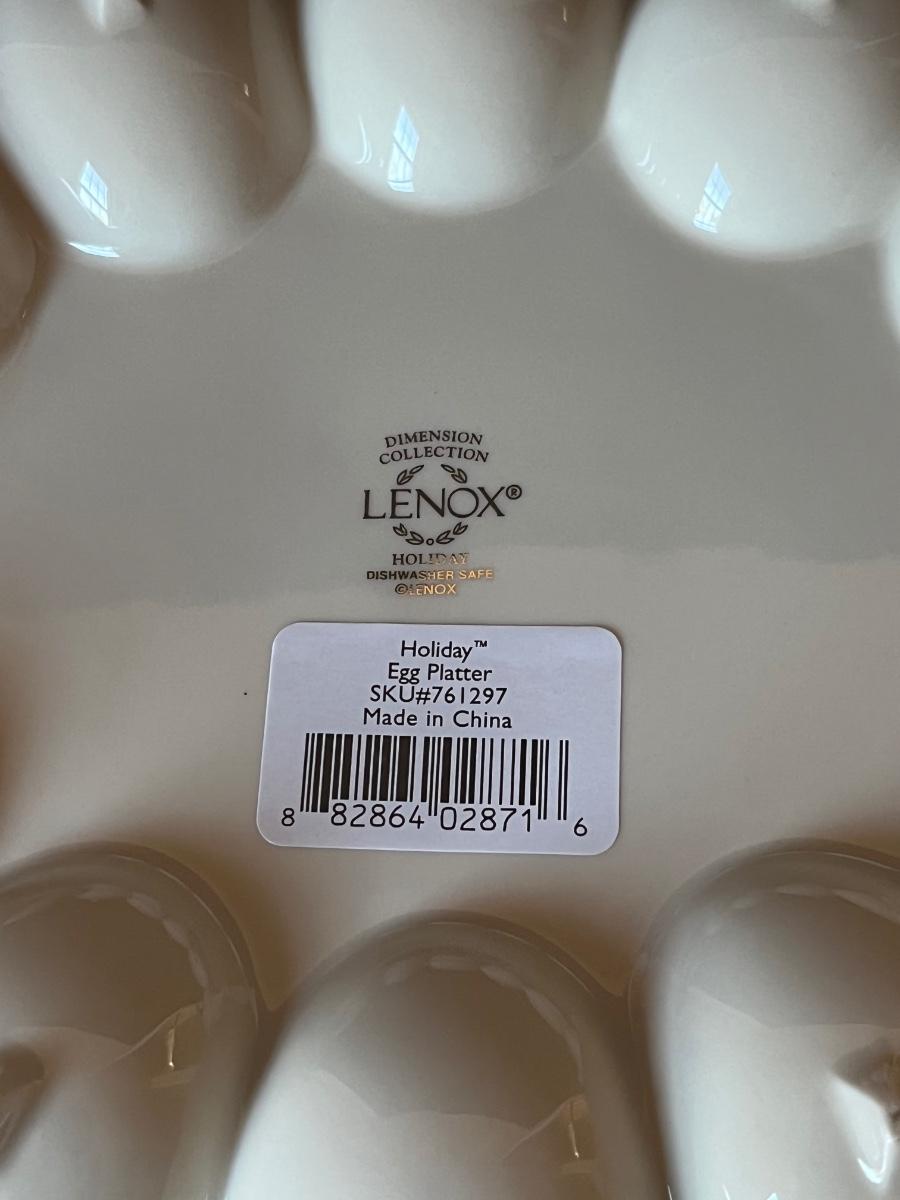 DIMENSION
COLLECTION
LENOX®
HOLIDAY
DISHWASHER SAFE
©LENOX
Holiday™
Egg Platter
SKU#761297
Made in China
8 82864 02871 6